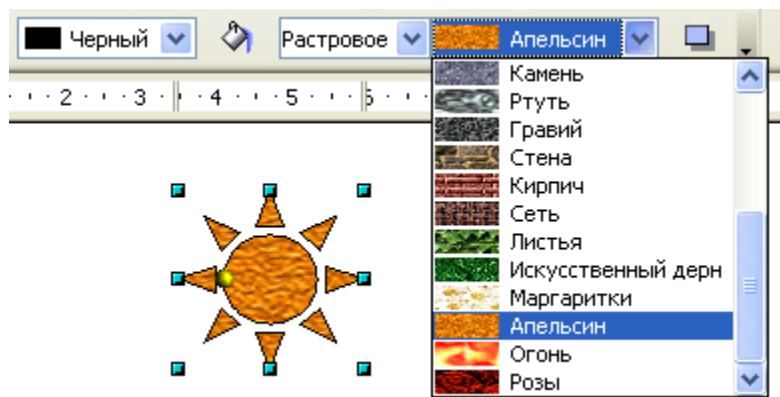 Черный Растровое Апельсин
2 3 4 5 6
Камень
Ртуть
Гравий
Стена
Кирпич
Сеть
Листья
Искусственный дерн
Маргаритки
Апельсин
Огонь
Розы